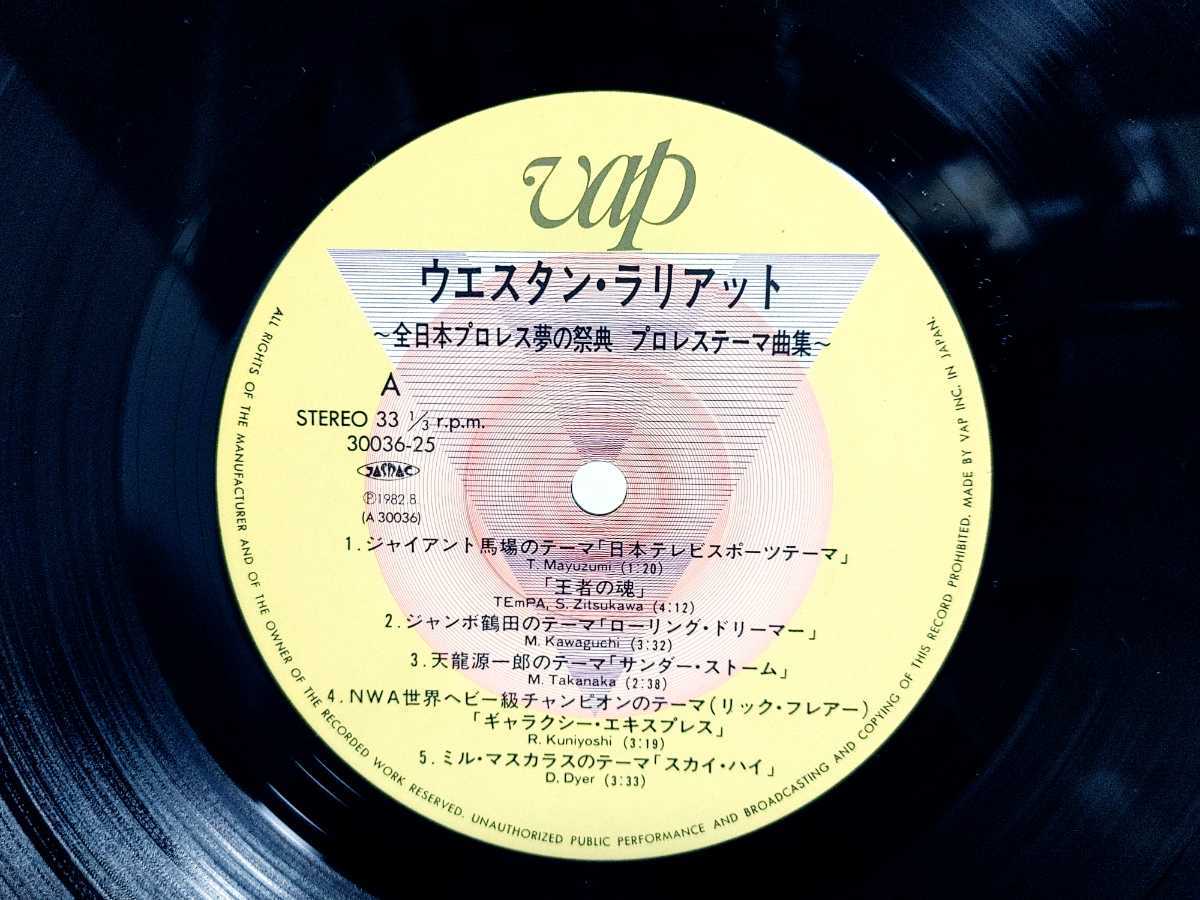 vap
ウエスタン・ラリアット
〜全日本プロレス夢の祭典 プロレステーマ曲集〜
A
STEREO 33 1/3 r.p.m.
30036-25
JASRAC
Ⓟ1982.8
(A 30036)
1.ジャイアント馬場のテーマ「日本テレビスポーツテーマ」
T. Mayuzumi (1:20)
「王者の魂」
TEmPA, S. Zitsukawa (4:12)
2.ジャンボ鶴田のテーマ「ローリング・ドリーマー」
M. Kawaguchi (3:32)
3.天龍源一郎のテーマ「サンダー・ストーム」
M. Takanaka (2:38)
4.NWA世界ヘビー級チャンピオンのテーマ(リック・フレアー)
「ギャラクシー・エキスプレス」
R. Kuniyoshi (3:19)
5.ミル・マスカラスのテーマ「スカイ・ハイ」
D. Dyer (3:33)
ALL RIGHTS OF THE MANUFACTURER AND OF THE OWNER OF THE RECORDED WORK RESERVED. UNAUTHORIZED PUBLIC PERFORMANCE AND BROADCASTING AND COPYING OF THIS RECORD PROHIBITED. MADE BY VAP INC. IN JAPAN.